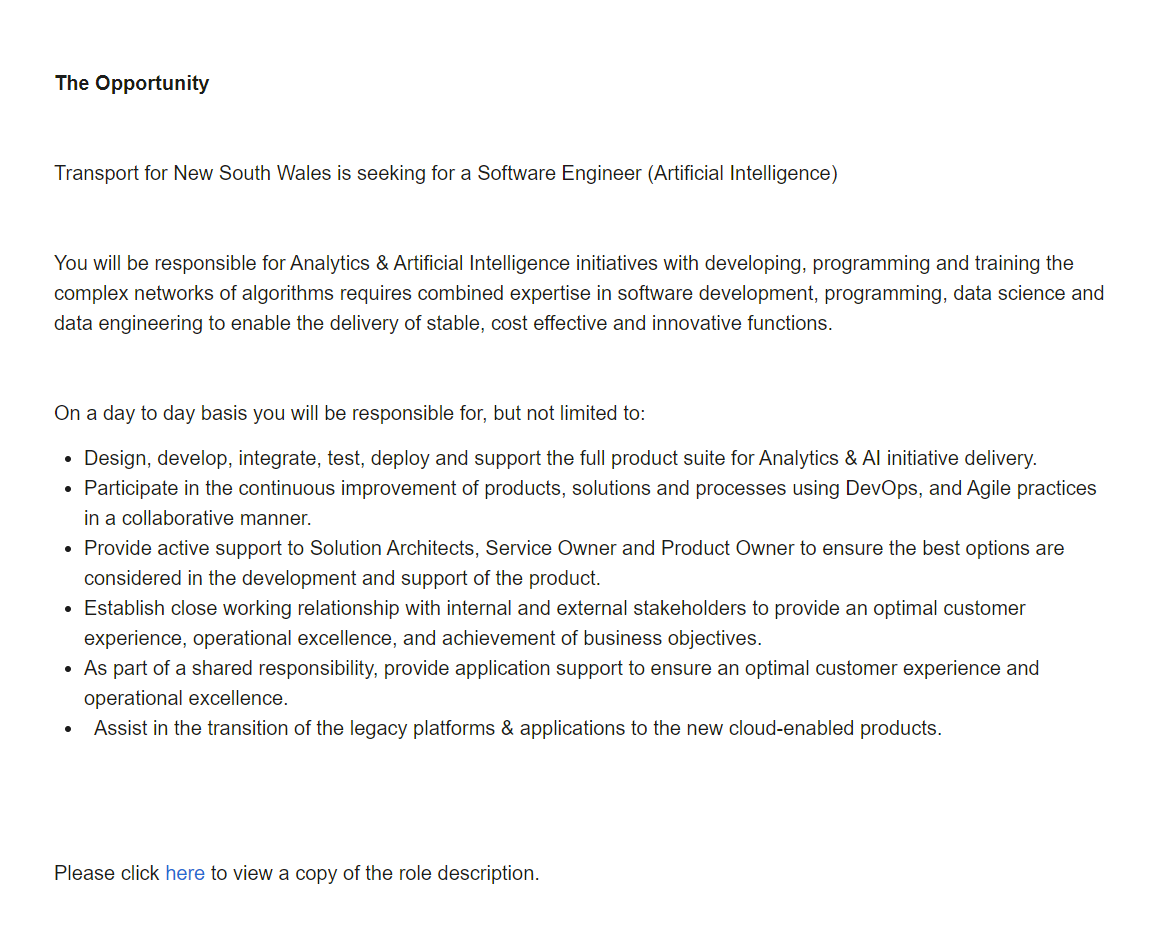 The Opportunity
Transport for New South Wales is seeking for a Software Engineer (Artificial Intelligence)
You will be responsible for Analytics & Artificial Intelligence initiatives with developing, programming and training the
complex networks of algorithms requires combined expertise in software development, programming, data science and
data engineering to enable the delivery of stable, cost effective and innovative functions.
On a day to day basis you will be responsible for, but not limited to:
• Design, develop, integrate, test, deploy and support the full product suite for Analytics & AI initiative delivery.
• Participate in the continuous improvement of products, solutions and processes using DevOps, and Agile practices
in a collaborative manner.
• Provide active support to Solution Architects, Service Owner and Product Owner to ensure the best options are
considered in the development and support of the product.
• Establish close working relationship with internal and external stakeholders to provide an optimal customer
experience, operational excellence, and achievement of business objectives.
• As part of a shared responsibility, provide application support to ensure an optimal customer experience and
operational excellence.
• Assist in the transition of the legacy platforms & applications to the new cloud-enabled products.
Please click here to view a copy of the role description.